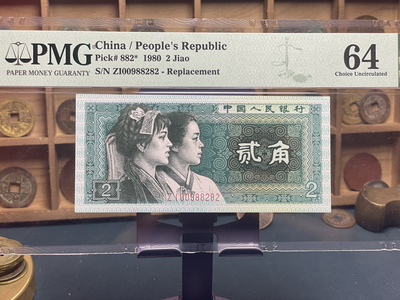 PMG
PAPER MONEY GUARANTY
China / People's Republic
Pick# 882* 1980 2 Jiao
S/N ZI00988282 - Replacement
64
Choice Uncirculated
中国人民银行
贰角
2
2
ZI00988282